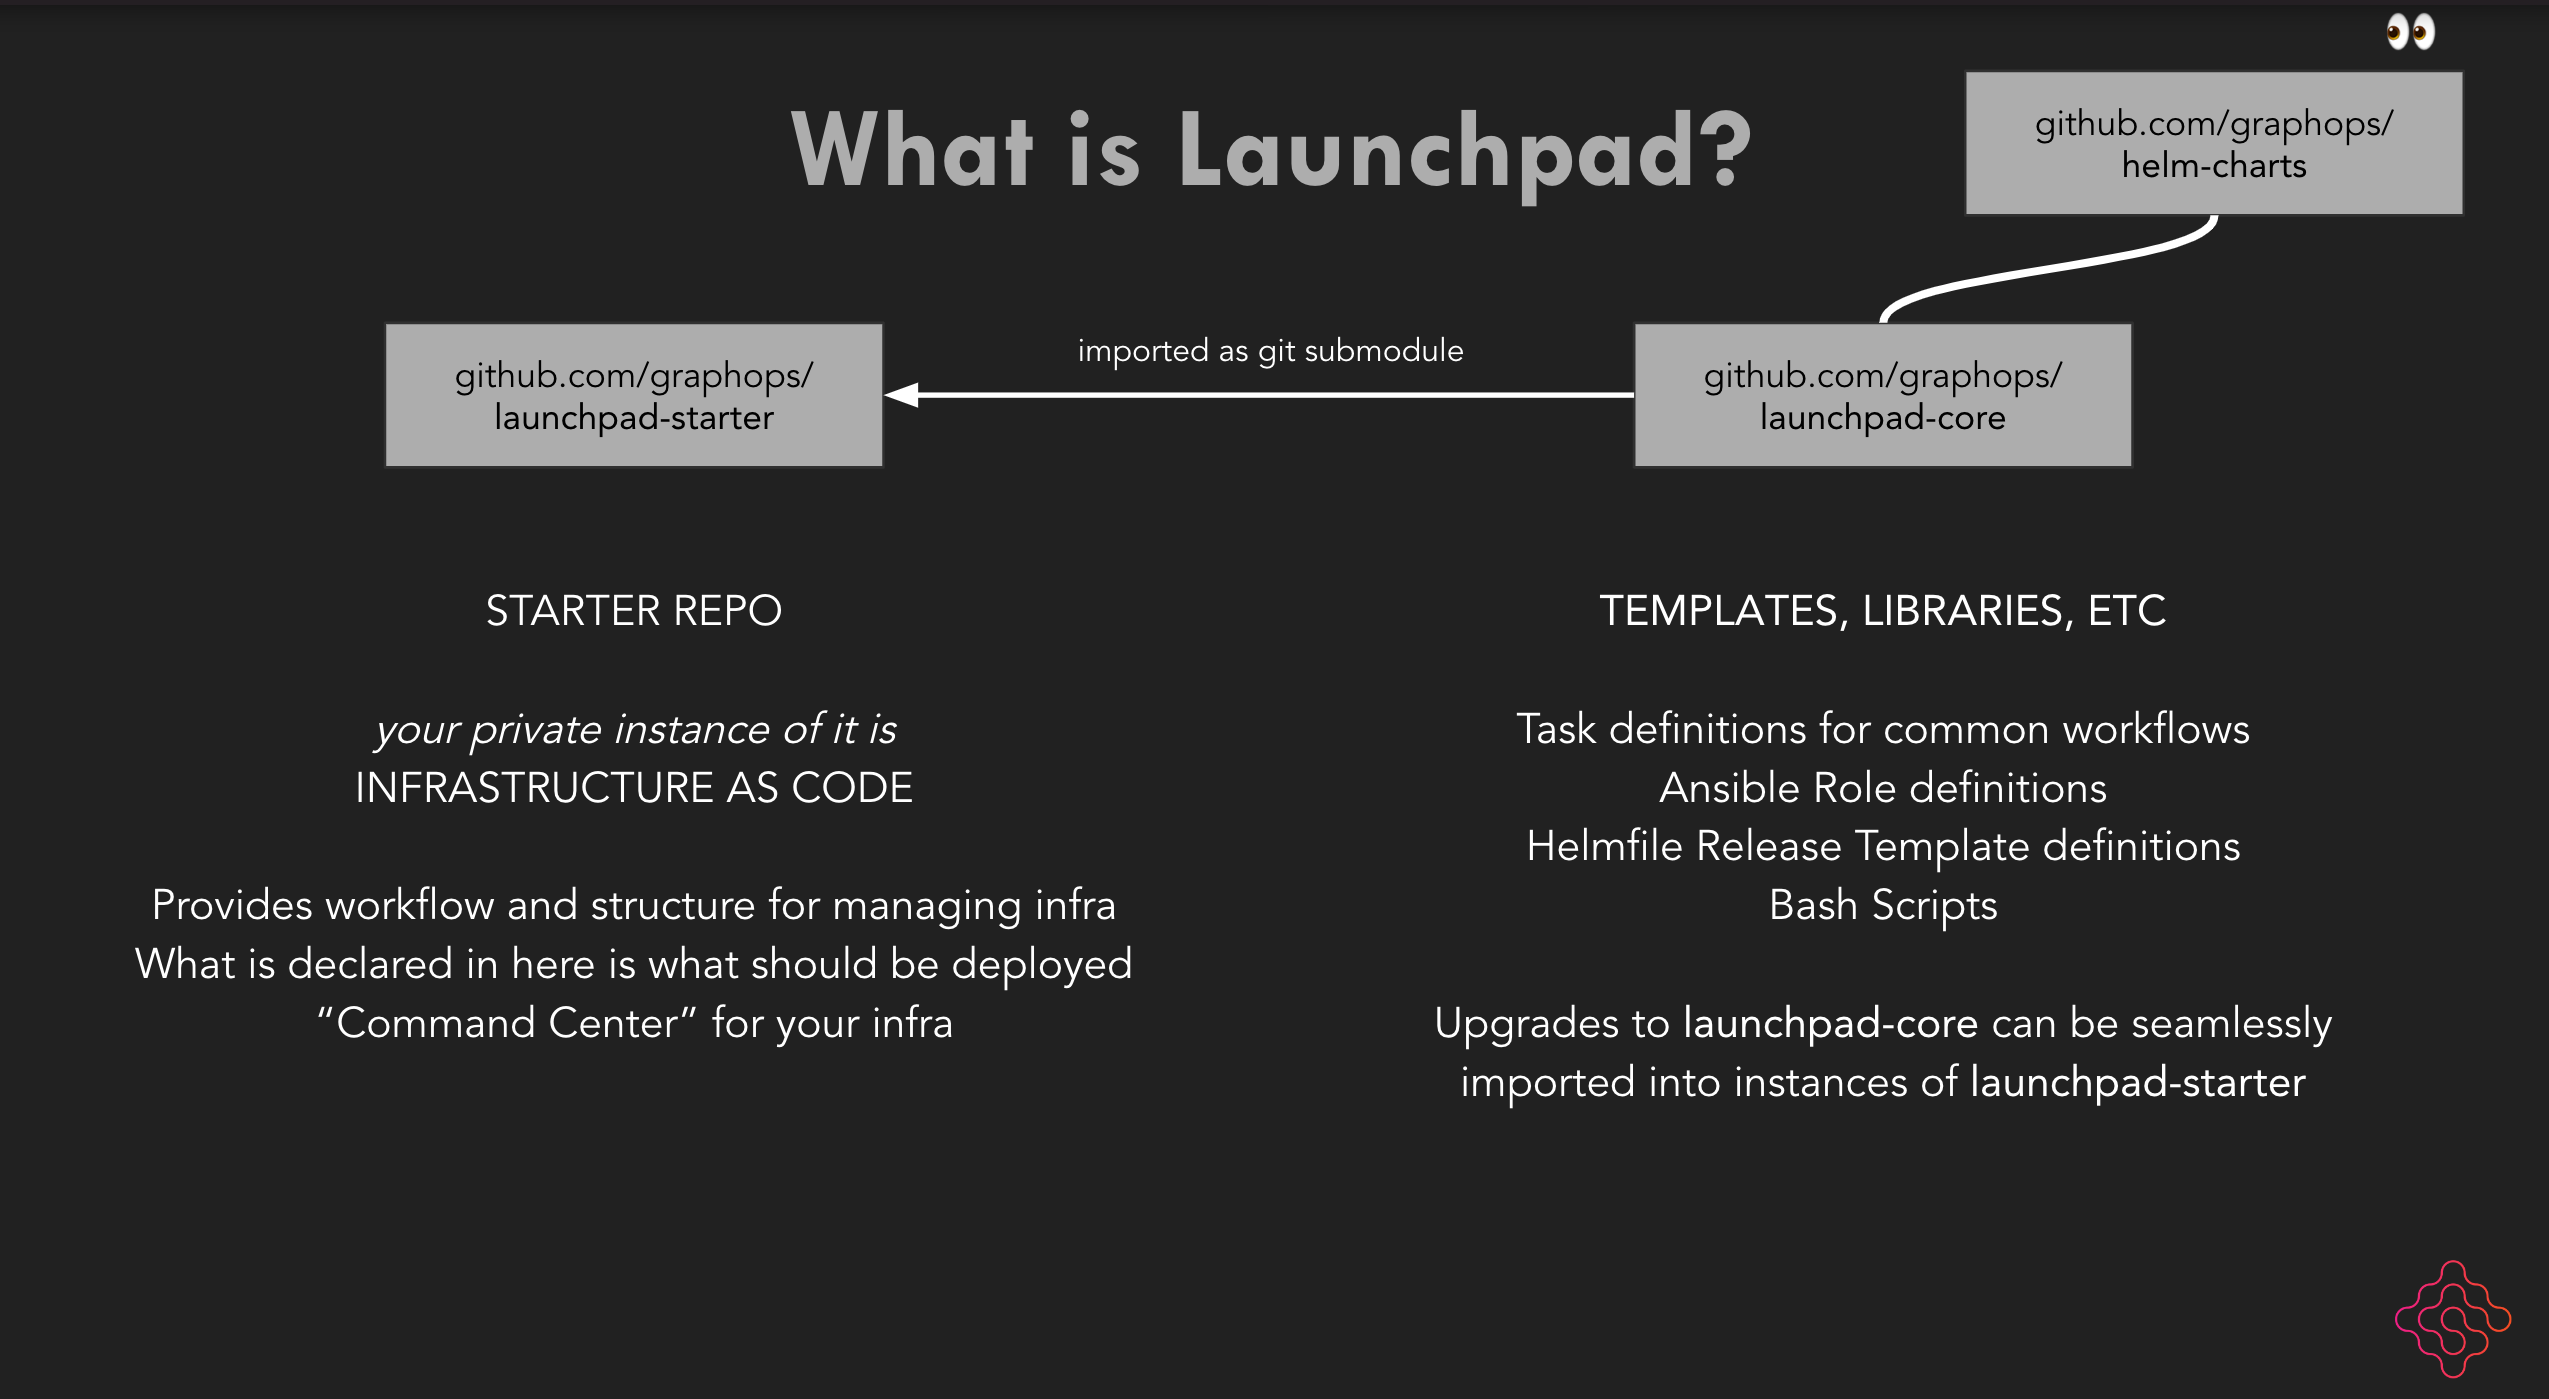 What is Launchpad?
github.com/graphops/
helm-charts
github.com/graphops/
launchpad-starter
imported as git submodule
github.com/graphops/
launchpad-core
STARTER REPO
your private instance of it is
INFRASTRUCTURE AS CODE
Provides workflow and structure for managing infra
What is declared in here is what should be deployed
“Command Center” for your infra
TEMPLATES, LIBRARIES, ETC
Task definitions for common workflows
Ansible Role definitions
Helmfile Release Template definitions
Bash Scripts
Upgrades to launchpad-core can be seamlessly
imported into instances of launchpad-starter